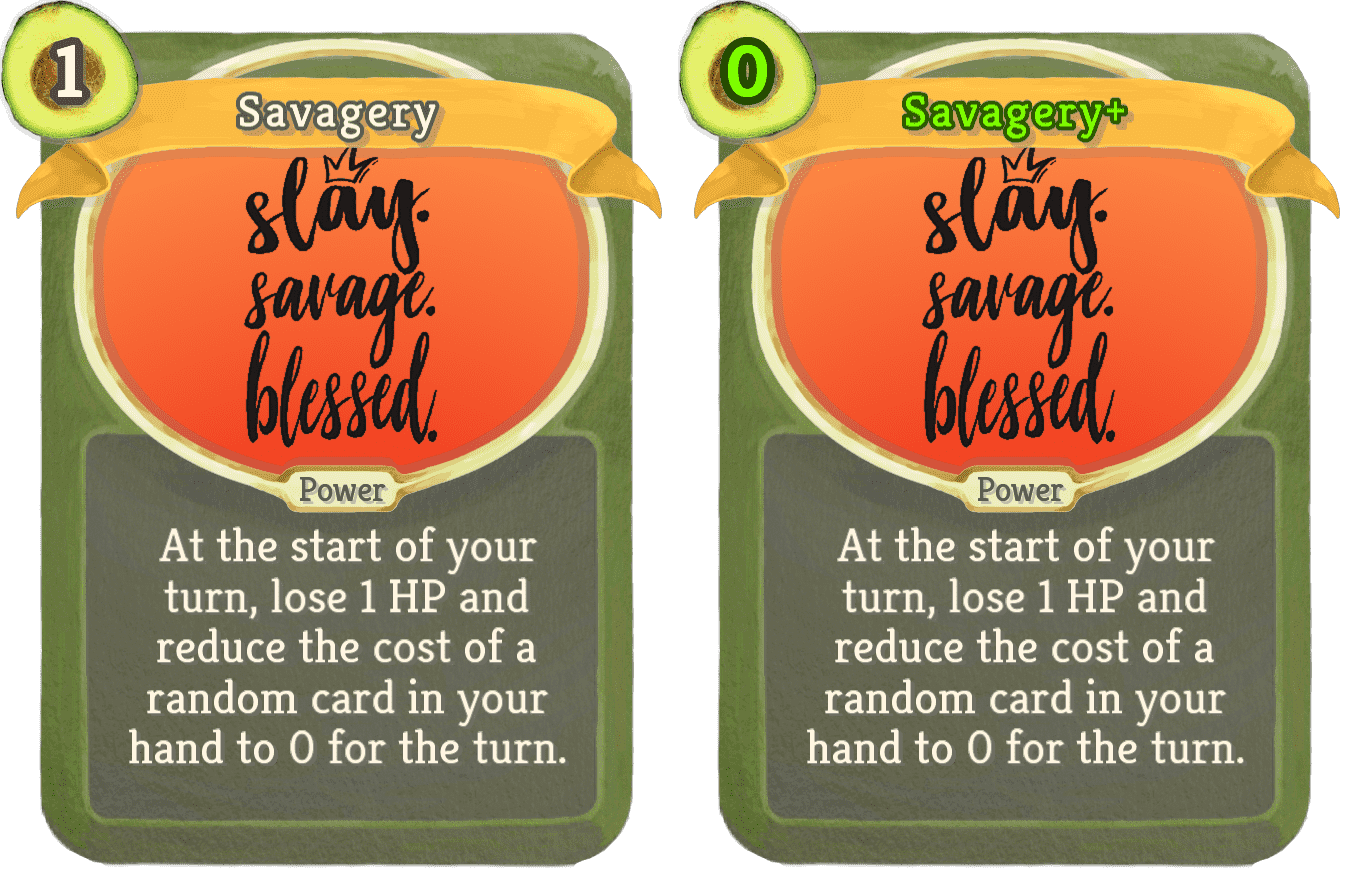 1
Savagery
slay.
savage.
blessed.
Power
At the start of your
turn, lose 1 HP and
reduce the cost of a
random card in your
hand to 0 for the turn.
0
Savagery+
slay.
savage.
blessed.
Power
At the start of your
turn, lose 1 HP and
reduce the cost of a
random card in your
hand to 0 for the turn.